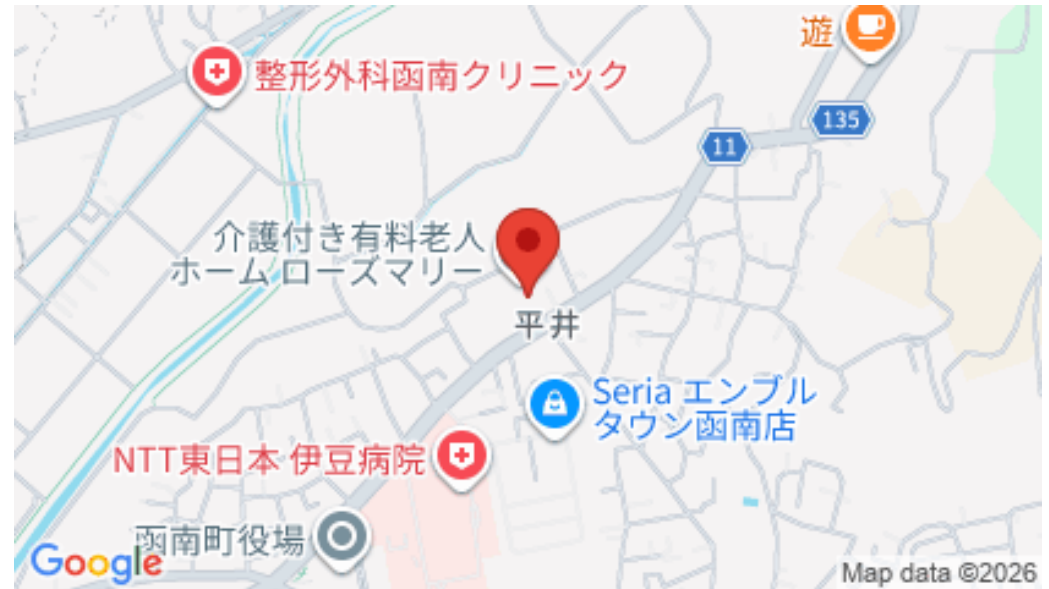 遊
整形外科函南クリニック
135
11
介護付き有料老人
ホーム ローズマリー
平井
Seria エンブル
タウン函南店
NTT東日本 伊豆病院
函南町役場
Google
Map data ©2026